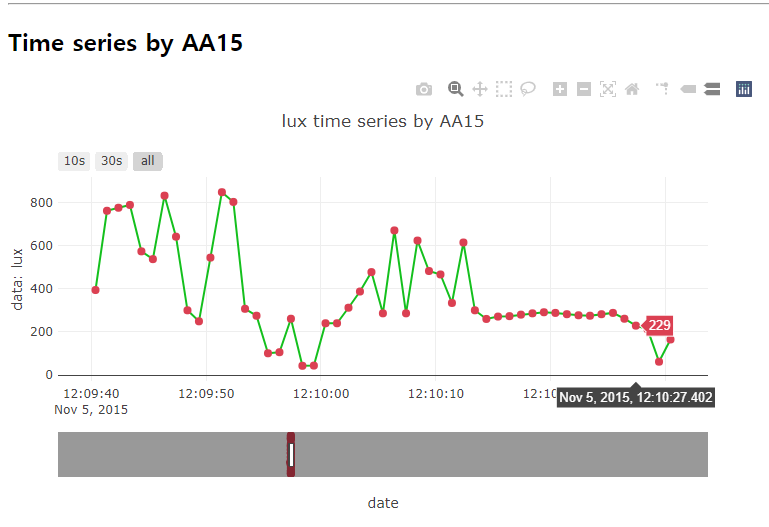 Time series by AA15
lux time series by AA15
10s 30s all
data: lux
800
600
400
200
0
229
12:09:40 12:09:50 12:10:00 12:10:10 12:10:
Nov 5, 2015
Nov 5, 2015, 12:10:27.402
date